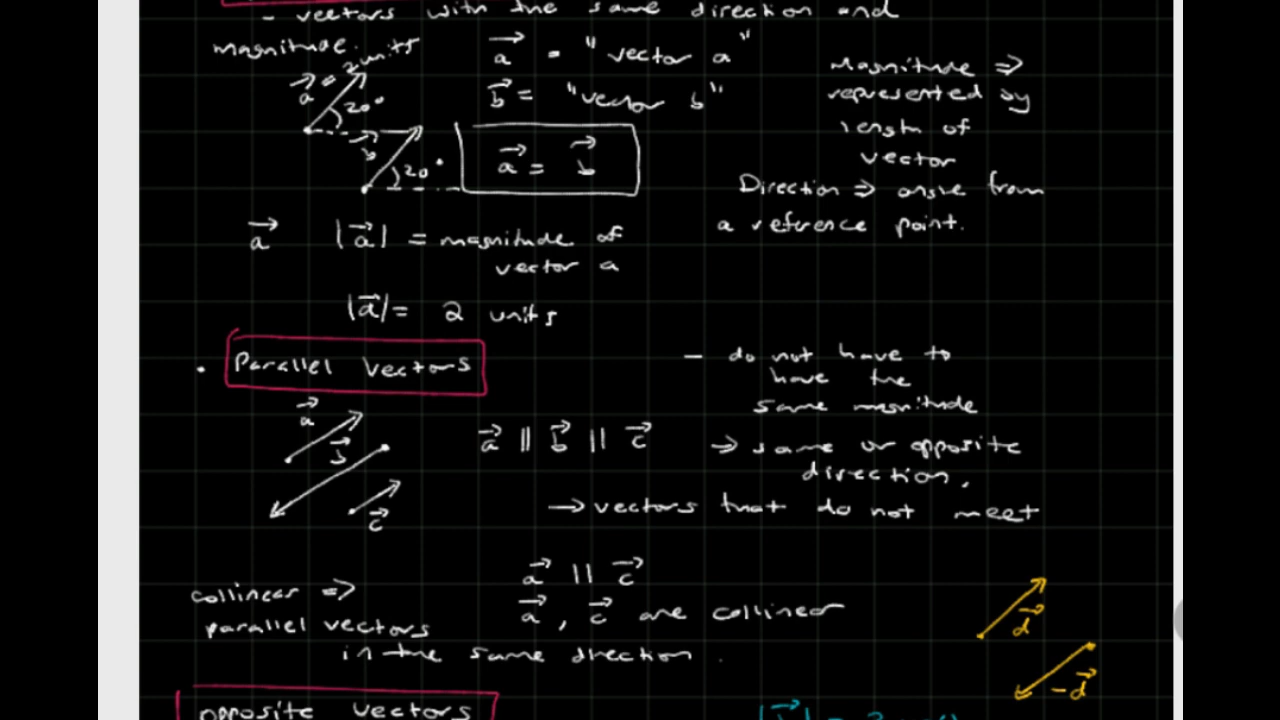 - vectors with the same direction and
magnitude.
a⃗ = "vector a"
b⃗ = "vector b"
a⃗ = 2 units
20°
b⃗
20°
a⃗ = b⃗
Magnitude ⇒
represented by
length of
vector
Direction ⇒ angle from
a reference point.
a⃗ |a⃗| = magnitude of
vector a
|a⃗| = 2 units
• Parallel Vectors
- do not have to
have the
same magnitude
a⃗
b⃗
c⃗
a⃗ || b⃗ || c⃗
→ same or opposite
direction.
→ vectors that do not meet
collinear ⇒
parallel vectors
in the same direction.
a⃗ || c⃗
a⃗, c⃗ are collinear
d⃗
-d⃗
opposite vectors